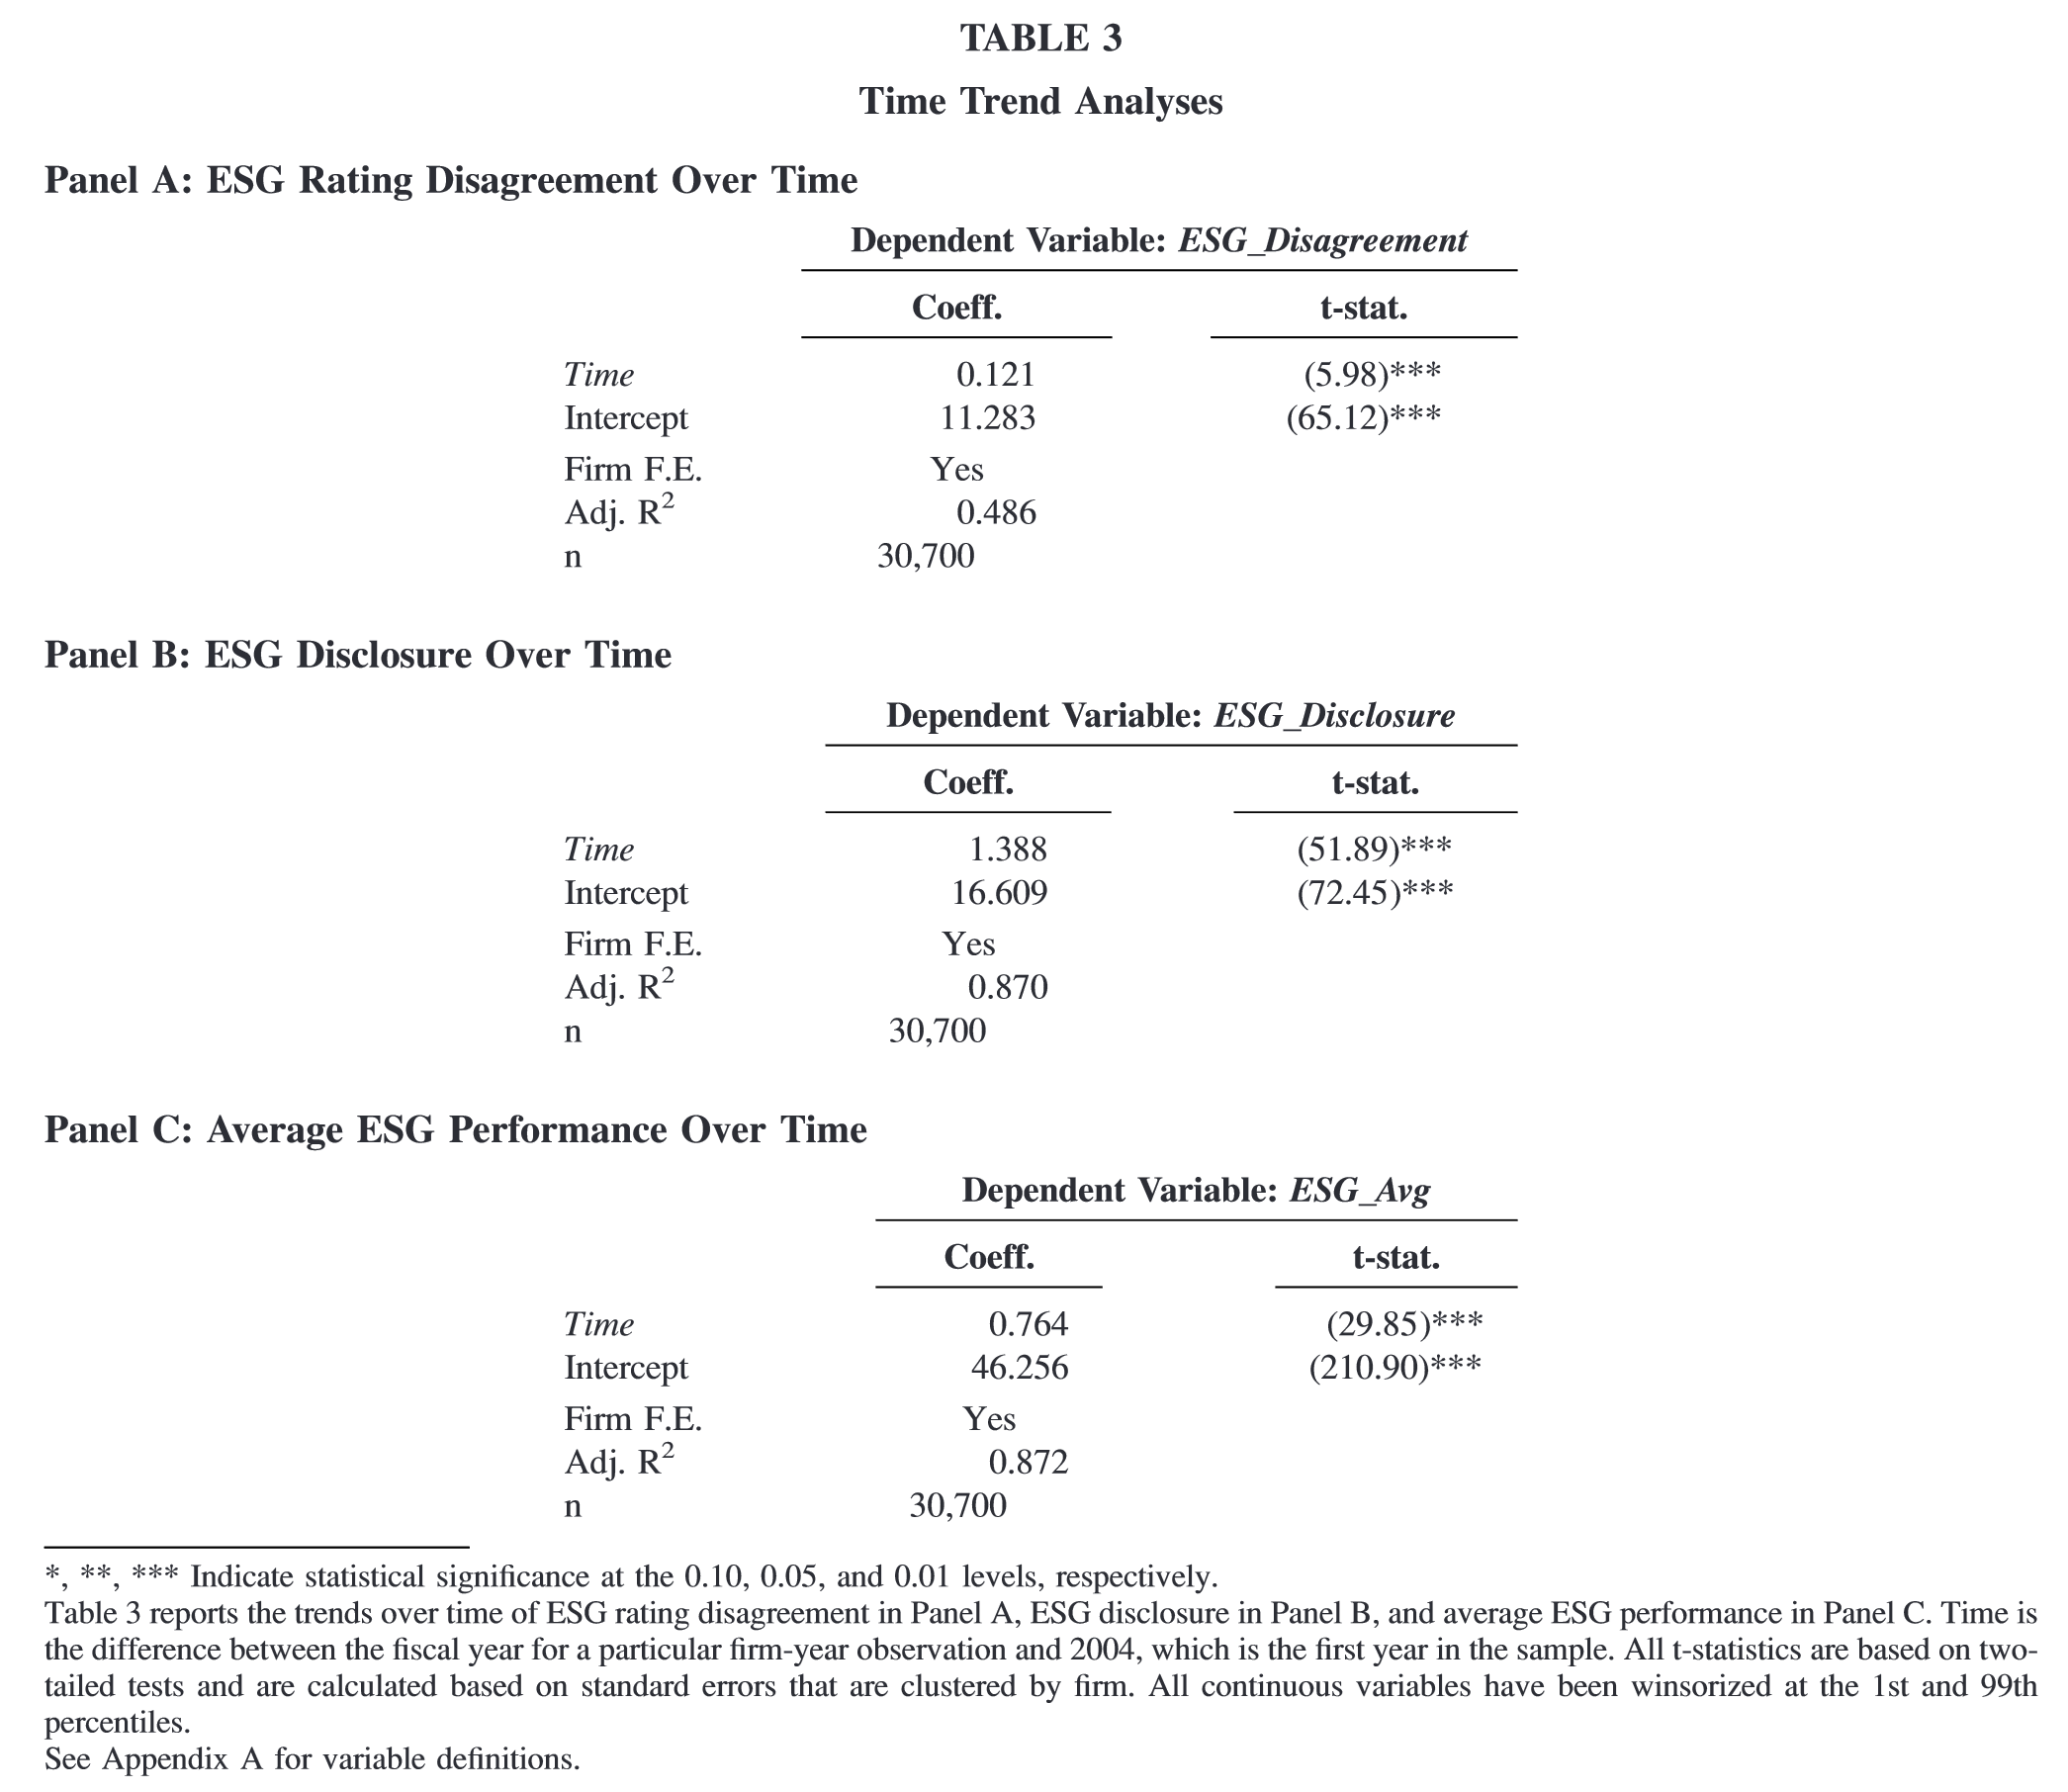 TABLE 3
Time Trend Analyses
Panel A: ESG Rating Disagreement Over Time
Dependent Variable: ESG_Disagreement
Coeff. t-stat.
Time 0.121 (5.98)***
Intercept 11.283 (65.12)***
Firm F.E. Yes
Adj. R2 0.486
n 30,700
Panel B: ESG Disclosure Over Time
Dependent Variable: ESG_Disclosure
Coeff. t-stat.
Time 1.388 (51.89)***
Intercept 16.609 (72.45)***
Firm F.E. Yes
Adj. R2 0.870
n 30,700
Panel C: Average ESG Performance Over Time
Dependent Variable: ESG_Avg
Coeff. t-stat.
Time 0.764 (29.85)***
Intercept 46.256 (210.90)***
Firm F.E. Yes
Adj. R2 0.872
n 30,700
*, **, *** Indicate statistical significance at the 0.10, 0.05, and 0.01 levels, respectively.
Table 3 reports the trends over time of ESG rating disagreement in Panel A, ESG disclosure in Panel B, and average ESG performance in Panel C. Time is
the difference between the fiscal year for a particular firm-year observation and 2004, which is the first year in the sample. All t-statistics are based on two-
tailed tests and are calculated based on standard errors that are clustered by firm. All continuous variables have been winsorized at the 1st and 99th
percentiles.
See Appendix A for variable definitions.